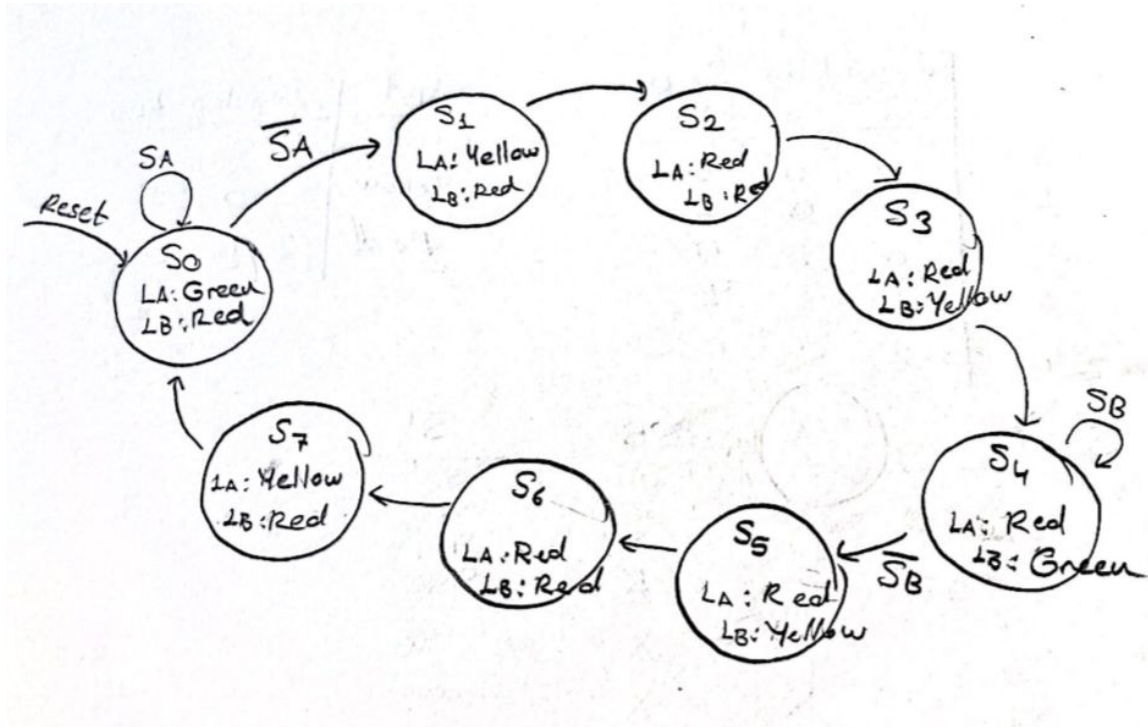 Reset
SA
S̅A̅
S0
LA: Green
LB: Red
S1
LA: Yellow
LB: Red
S2
LA: Red
LB: Red
S3
LA: Red
LB: Yellow
SB
S4
LA: Red
LB: Green
S̅B̅
S5
LA: Red
LB: Yellow
S6
LA: Red
LB: Red
S7
LA: Yellow
LB: Red